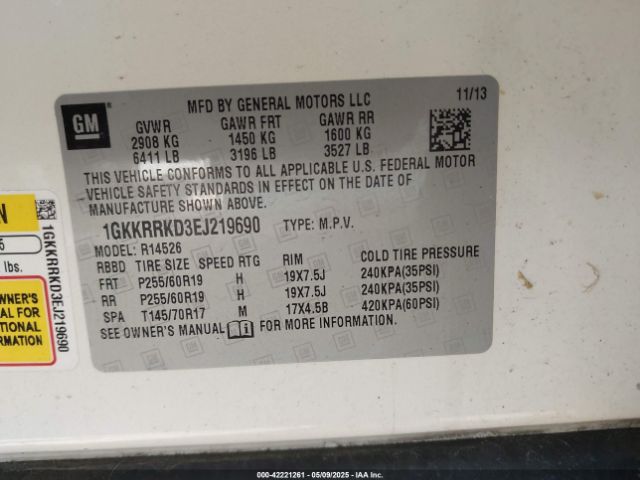 GM
MFD BY GENERAL MOTORS LLC
11/13
GVWR GAWR FRT GAWR RR
2908 KG 1450 KG 1600 KG
6411 LB 3196 LB 3527 LB
THIS VEHICLE CONFORMS TO ALL APPLICABLE U.S. FEDERAL MOTOR
VEHICLE SAFETY STANDARDS IN EFFECT ON THE DATE OF
MANUFACTURE SHOWN ABOVE.
1GKKRRKD3EJ219690 TYPE: M.P.V.
MODEL: R14526
RBBD TIRE SIZE SPEED RTG RIM COLD TIRE PRESSURE
FRT P255/60R19 H 19X7.5J 240KPA(35PSI)
RR P255/60R19 H 19X7.5J 240KPA(35PSI)
SPA T145/70R17 M 17X4.5B 420KPA(60PSI)
SEE OWNER'S MANUAL FOR MORE INFORMATION.
N
lbs.
WNER'S
AL FOR
TIONAL
MATION
1GKKRRKD3EJ219690
000-42221261 | 05/09/2025 | IAA Inc.